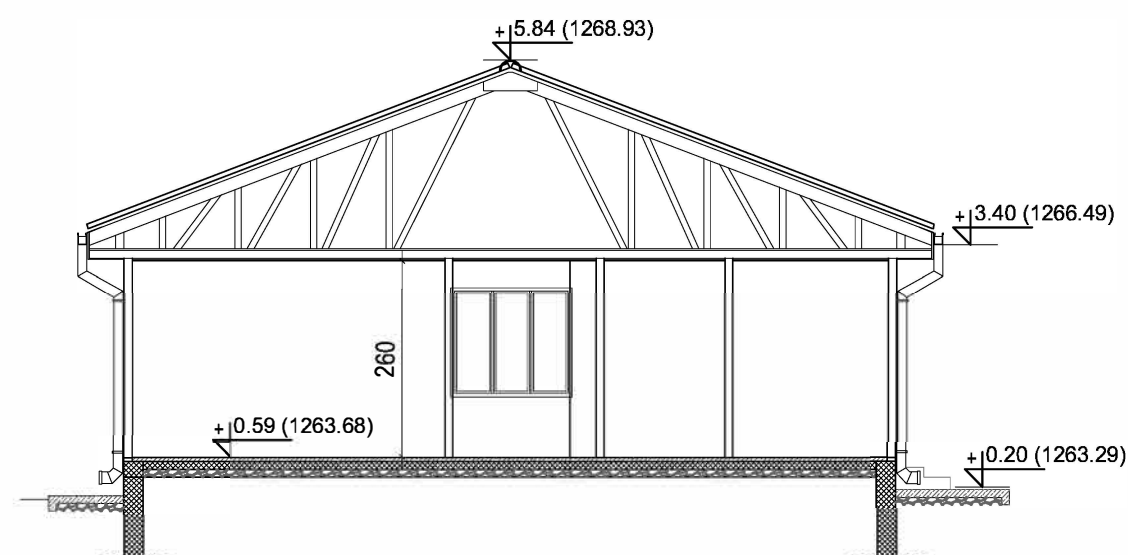 + 5.84 (1268.93)
+ 3.40 (1266.49)
260
+ 0.59 (1263.68)
+ 0.20 (1263.29)